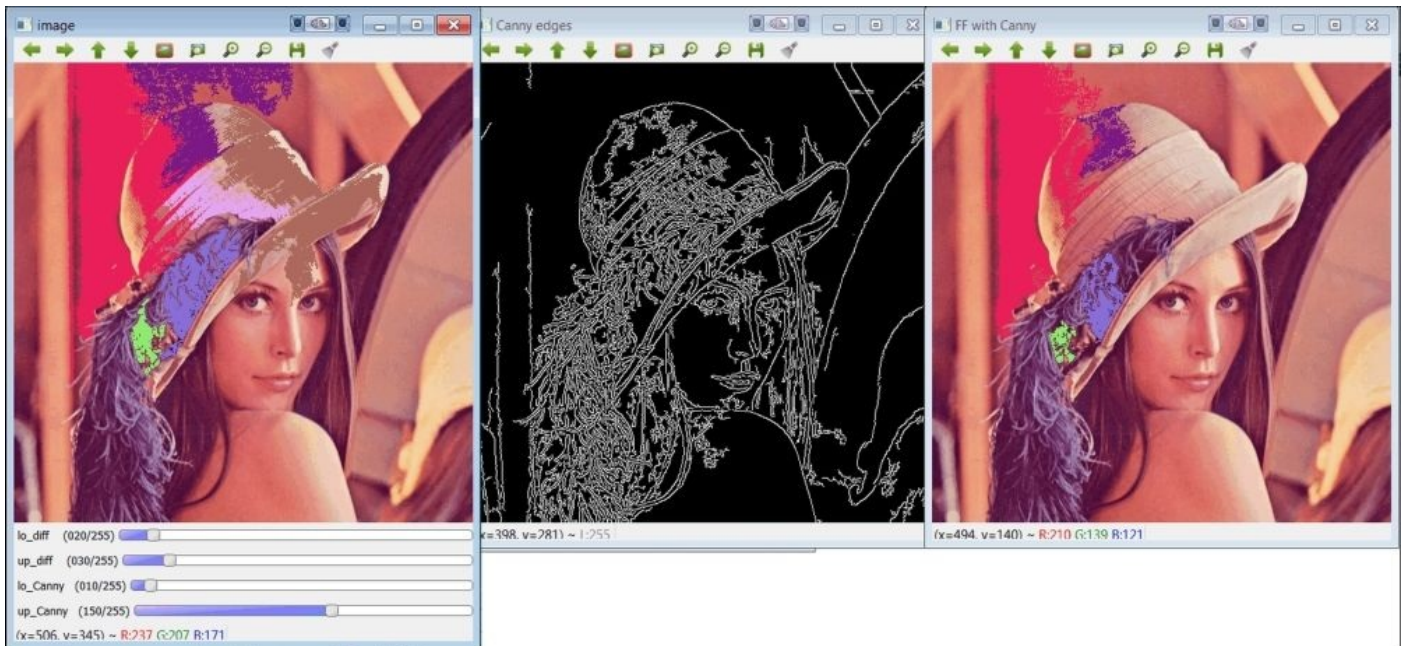 image
Canny edges
FF with Canny
lo_diff (020/255)
up_diff (030/255)
lo_Canny (010/255)
up_Canny (150/255)
(x=506, y=345) ~ R:237 G:207 B:171
x=398, y=281) ~ L:255
(x=494, y=140) ~ R:210 G:139 B:121